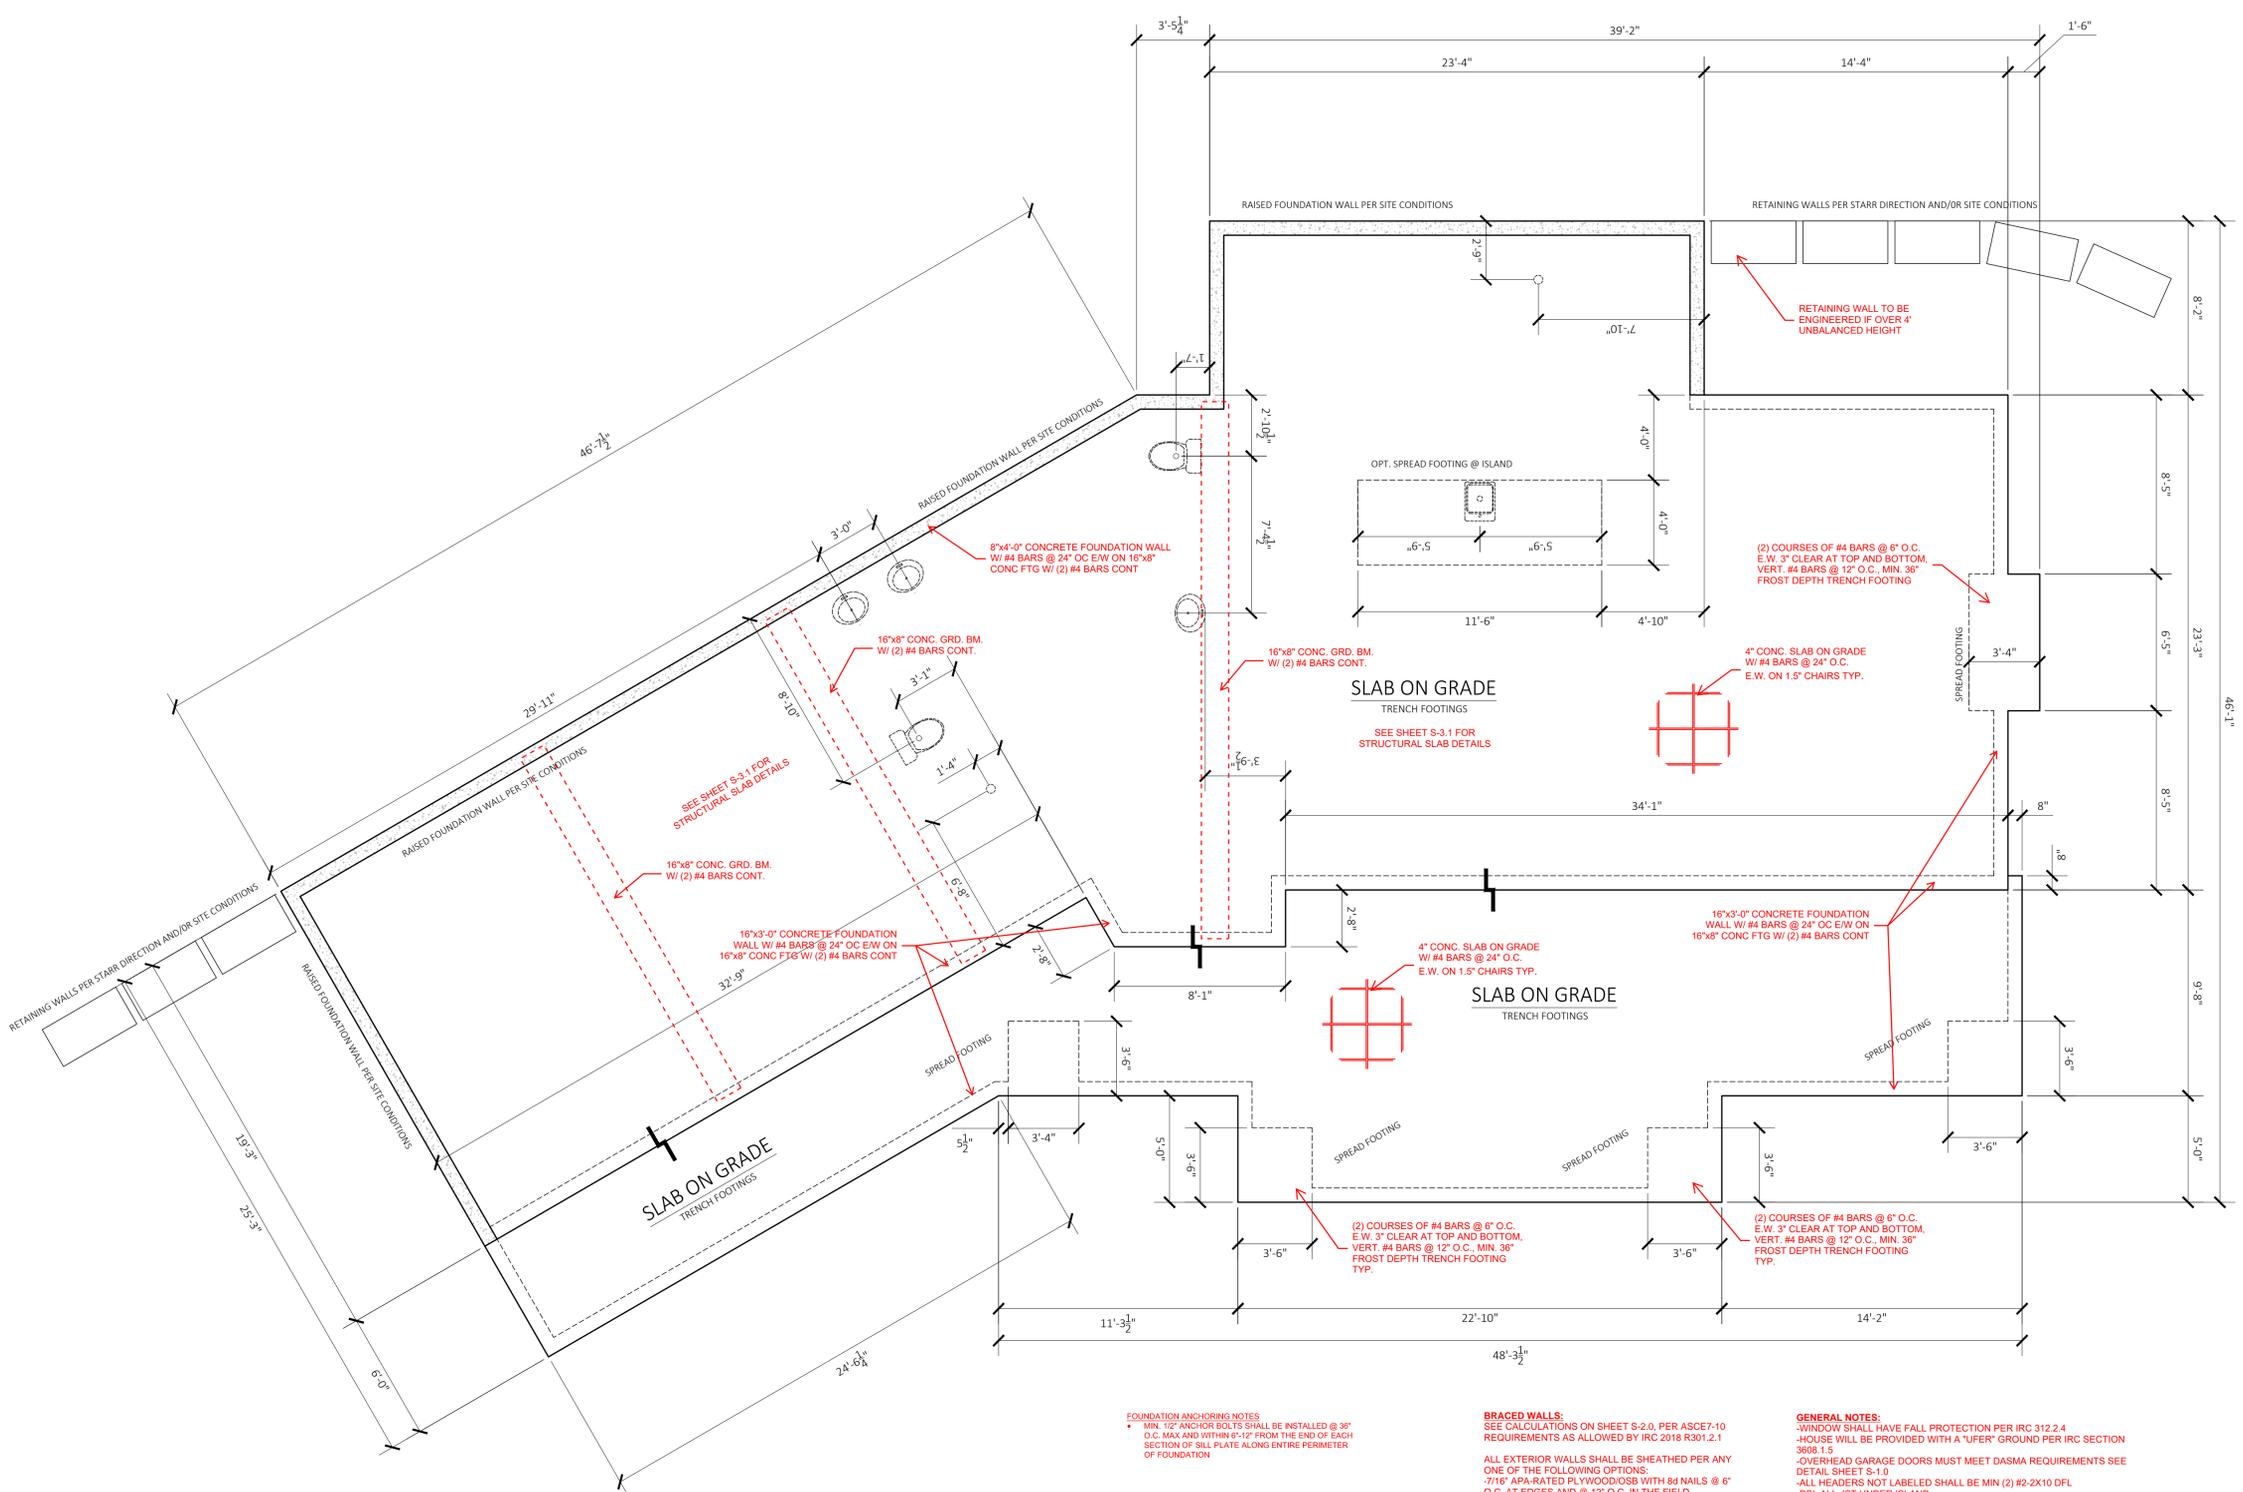 3'-5 1/4"
39'-2"
1'-6"
23'-4"
14'-4"
RAISED FOUNDATION WALL PER SITE CONDITIONS
RETAINING WALLS PER STARR DIRECTION AND/0R SITE CONDITIONS
2'-9"
7'-10"
RETAINING WALL TO BE
ENGINEERED IF OVER 4'
UNBALANCED HEIGHT
8'-2"
1'-7"
46'-7 1/2"
RAISED FOUNDATION WALL PER SITE CONDITIONS
2'-10 1/2"
4'-0"
OPT. SPREAD FOOTING @ ISLAND
8'-5"
3'-0"
7'-4 1/2"
4'-0"
5'-9"
5'-9"
8"x4'-0" CONCRETE FOUNDATION WALL
W/ #4 BARS @ 24" OC E/W ON 16"x8"
CONC FTG W/ (2) #4 BARS CONT
(2) COURSES OF #4 BARS @ 6" O.C.
E.W. 3" CLEAR AT TOP AND BOTTOM,
VERT. #4 BARS @ 12" O.C., MIN. 36"
FROST DEPTH TRENCH FOOTING
11'-6"
4'-10"
16"x8" CONC. GRD. BM.
W/ (2) #4 BARS CONT.
16"x8" CONC. GRD. BM.
W/ (2) #4 BARS CONT.
4" CONC. SLAB ON GRADE
W/ #4 BARS @ 24" O.C.
E.W. ON 1.5" CHAIRS TYP.
SPREAD FOOTING
3'-4"
6'-5"
23'-3"
46'-1"
3'-1"
SLAB ON GRADE
TRENCH FOOTINGS
SEE SHEET S-3.1 FOR
STRUCTURAL SLAB DETAILS
29'-11"
8'-10"
RAISED FOUNDATION WALL PER SITE CONDITIONS
SEE SHEET S-3.1 FOR
STRUCTURAL SLAB DETAILS
1'-4"
3'-9 1/2"
34'-1"
8"
8'-5"
8"
16"x8" CONC. GRD. BM.
W/ (2) #4 BARS CONT.
6'-8"
RETAINING WALLS PER STARR DIRECTION AND/0R SITE CONDITIONS
16"x3'-0" CONCRETE FOUNDATION
WALL W/ #4 BARS @ 24" OC E/W ON
16"x8" CONC FTG W/ (2) #4 BARS CONT
2'-8"
2'-8"
16"x3'-0" CONCRETE FOUNDATION
WALL W/ #4 BARS @ 24" OC E/W ON
16"x8" CONC FTG W/ (2) #4 BARS CONT
4" CONC. SLAB ON GRADE
W/ #4 BARS @ 24" O.C.
E.W. ON 1.5" CHAIRS TYP.
32'-9"
8'-1"
SLAB ON GRADE
TRENCH FOOTINGS
9'-8"
RAISED FOUNDATION WALL PER SITE CONDITIONS
SPREAD FOOTING
3'-6"
SPREAD FOOTING
3'-6"
19'-3"
25'-3"
5 1/2"
3'-4"
5'-0"
3'-6"
SPREAD FOOTING
SPREAD FOOTING
3'-6"
3'-6"
5'-0"
SLAB ON GRADE
TRENCH FOOTINGS
3'-6"
3'-6"
(2) COURSES OF #4 BARS @ 6" O.C.
E.W. 3" CLEAR AT TOP AND BOTTOM,
VERT. #4 BARS @ 12" O.C., MIN. 36"
FROST DEPTH TRENCH FOOTING
TYP.
(2) COURSES OF #4 BARS @ 6" O.C.
E.W. 3" CLEAR AT TOP AND BOTTOM,
VERT. #4 BARS @ 12" O.C., MIN. 36"
FROST DEPTH TRENCH FOOTING
TYP.
6'-0"
24'-6 1/4"
11'-3 1/2"
22'-10"
14'-2"
48'-3 1/2"
FOUNDATION ANCHORING NOTES
• MIN. 1/2" ANCHOR BOLTS SHALL BE INSTALLED @ 36"
O.C. MAX AND WITHIN 6"-12" FROM THE END OF EACH
SECTION OF SILL PLATE ALONG ENTIRE PERIMETER
OF FOUNDATION
BRACED WALLS:
SEE CALCULATIONS ON SHEET S-2.0, PER ASCE7-10
REQUIREMENTS AS ALLOWED BY IRC 2018 R301.2.1
ALL EXTERIOR WALLS SHALL BE SHEATHED PER ANY
ONE OF THE FOLLOWING OPTIONS:
-7/16" APA-RATED PLYWOOD/OSB WITH 8d NAILS @ 6"
GENERAL NOTES:
-WINDOW SHALL HAVE FALL PROTECTION PER IRC 312.2.4
-HOUSE WILL BE PROVIDED WITH A "UFER" GROUND PER IRC SECTION
3608.1.5
-OVERHEAD GARAGE DOORS MUST MEET DASMA REQUIREMENTS SEE
DETAIL SHEET S-1.0
-ALL HEADERS NOT LABELED SHALL BE MIN (2) #2-2X10 DFL